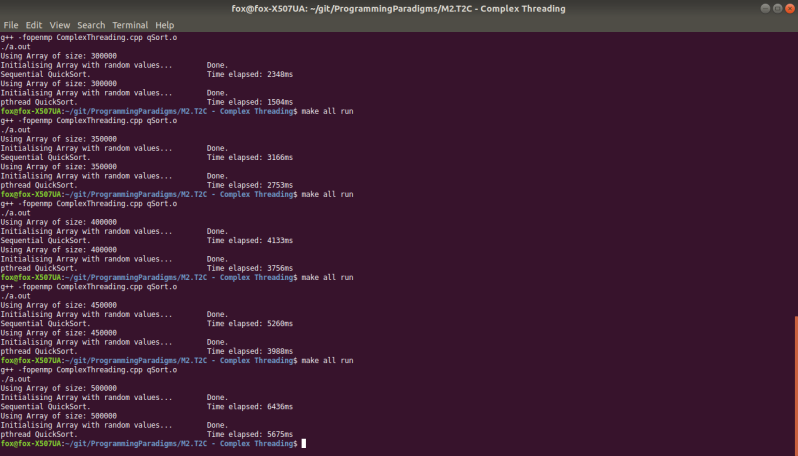 fox@fox-X507UA: ~/git/ProgrammingParadigms/M2.T2C - Complex Threading
File Edit View Search Terminal Help
g++ -fopenmp ComplexThreading.cpp qSort.o
./a.out
Using Array of size: 300000
Initialising Array with random values... Done.
Sequential QuickSort. Time elapsed: 2348ms
Using Array of size: 300000
Initialising Array with random values... Done.
pthread QuickSort. Time elapsed: 1504ms
fox@fox-X507UA:~/git/ProgrammingParadigms/M2.T2C - Complex Threading$ make all run
g++ -fopenmp ComplexThreading.cpp qSort.o
./a.out
Using Array of size: 350000
Initialising Array with random values... Done.
Sequential QuickSort. Time elapsed: 3166ms
Using Array of size: 350000
Initialising Array with random values... Done.
pthread QuickSort. Time elapsed: 2753ms
fox@fox-X507UA:~/git/ProgrammingParadigms/M2.T2C - Complex Threading$ make all run
g++ -fopenmp ComplexThreading.cpp qSort.o
./a.out
Using Array of size: 400000
Initialising Array with random values... Done.
Sequential QuickSort. Time elapsed: 4133ms
Using Array of size: 400000
Initialising Array with random values... Done.
pthread QuickSort. Time elapsed: 3756ms
fox@fox-X507UA:~/git/ProgrammingParadigms/M2.T2C - Complex Threading$ make all run
g++ -fopenmp ComplexThreading.cpp qSort.o
./a.out
Using Array of size: 450000
Initialising Array with random values... Done.
Sequential QuickSort. Time elapsed: 5260ms
Using Array of size: 450000
Initialising Array with random values... Done.
pthread QuickSort. Time elapsed: 3988ms
fox@fox-X507UA:~/git/ProgrammingParadigms/M2.T2C - Complex Threading$ make all run
g++ -fopenmp ComplexThreading.cpp qSort.o
./a.out
Using Array of size: 500000
Initialising Array with random values... Done.
Sequential QuickSort. Time elapsed: 6436ms
Using Array of size: 500000
Initialising Array with random values... Done.
pthread QuickSort. Time elapsed: 5675ms
fox@fox-X507UA:~/git/ProgrammingParadigms/M2.T2C - Complex Threading$